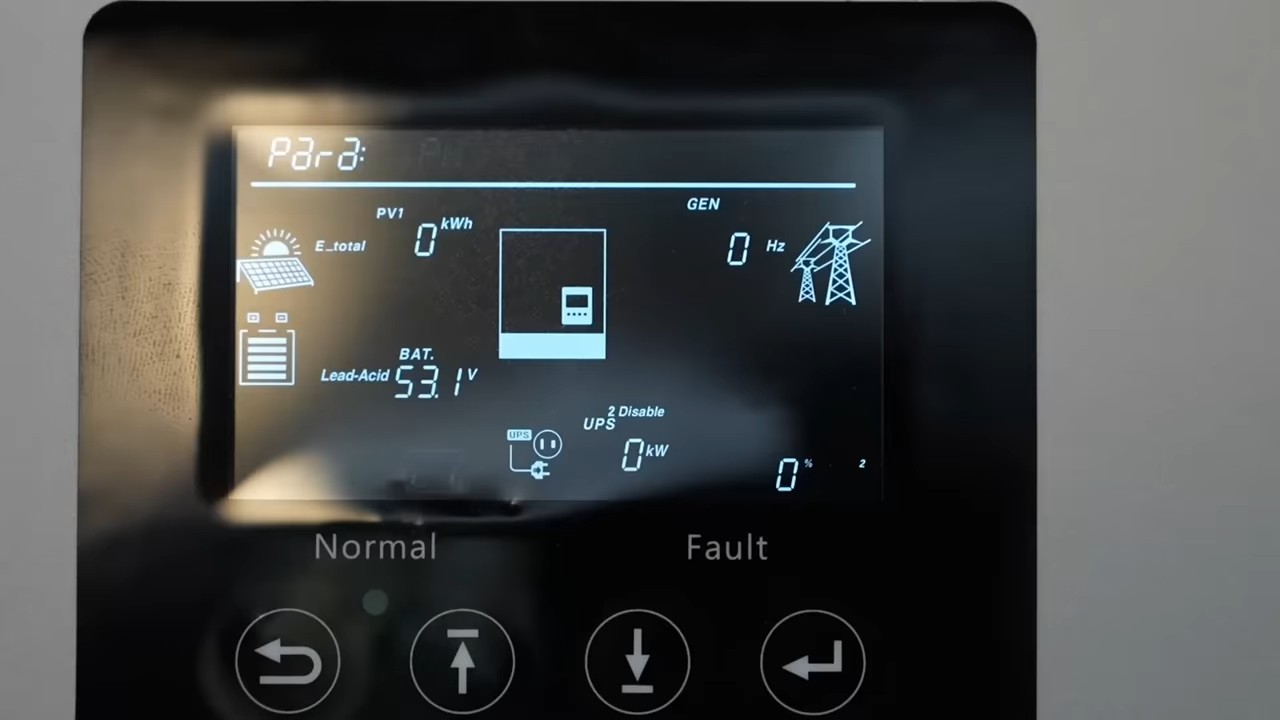 Para:
PV1
GEN
E_total 0 kWh
0 Hz
BAT.
Lead-Acid 53.1 V
2 Disable
UPS
UPS
0 kW
0 %
2
Normal
Fault